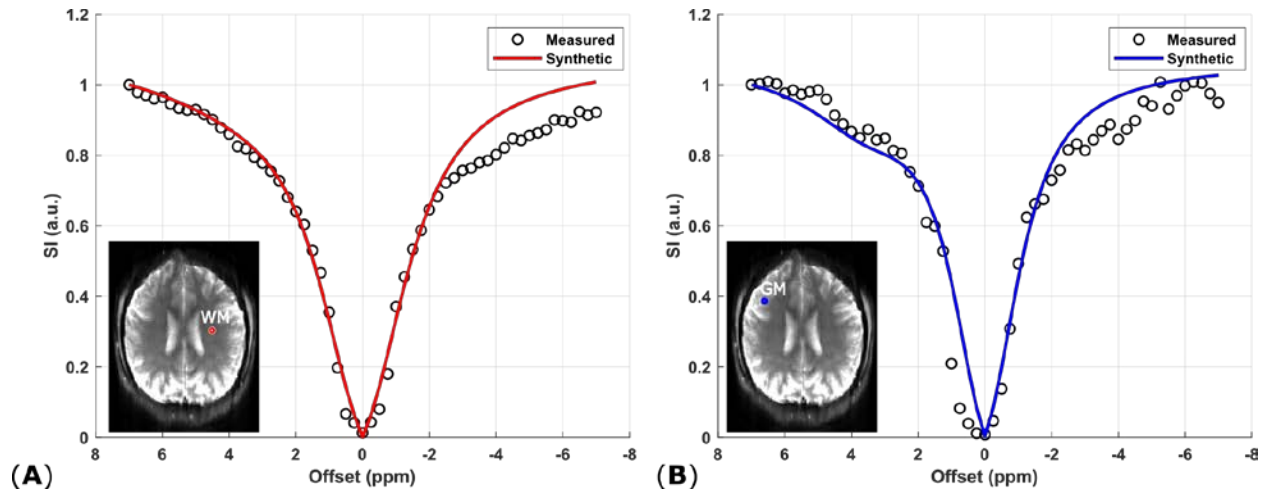 1.2
1
0.8
0.6
0.4
0.2
0
SI (a.u.)
Measured
Synthetic
WM
8 6 4 2 0 -2 -4 -6 -8
Offset (ppm)
(A)
1.2
1
0.8
0.6
0.4
0.2
0
SI (a.u.)
Measured
Synthetic
GM
8 6 4 2 0 -2 -4 -6 -8
Offset (ppm)
(B)